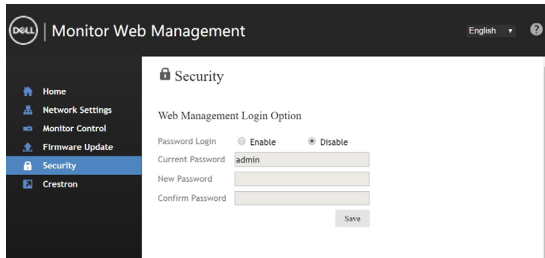 DELL | Monitor Web Management
English ▼ ?
Home
Network Settings
Monitor Control
Firmware Update
Security
Crestron
Security
Web Management Login Option
Password Login Enable Disable
Current Password admin
New Password
Confirm Password
Save